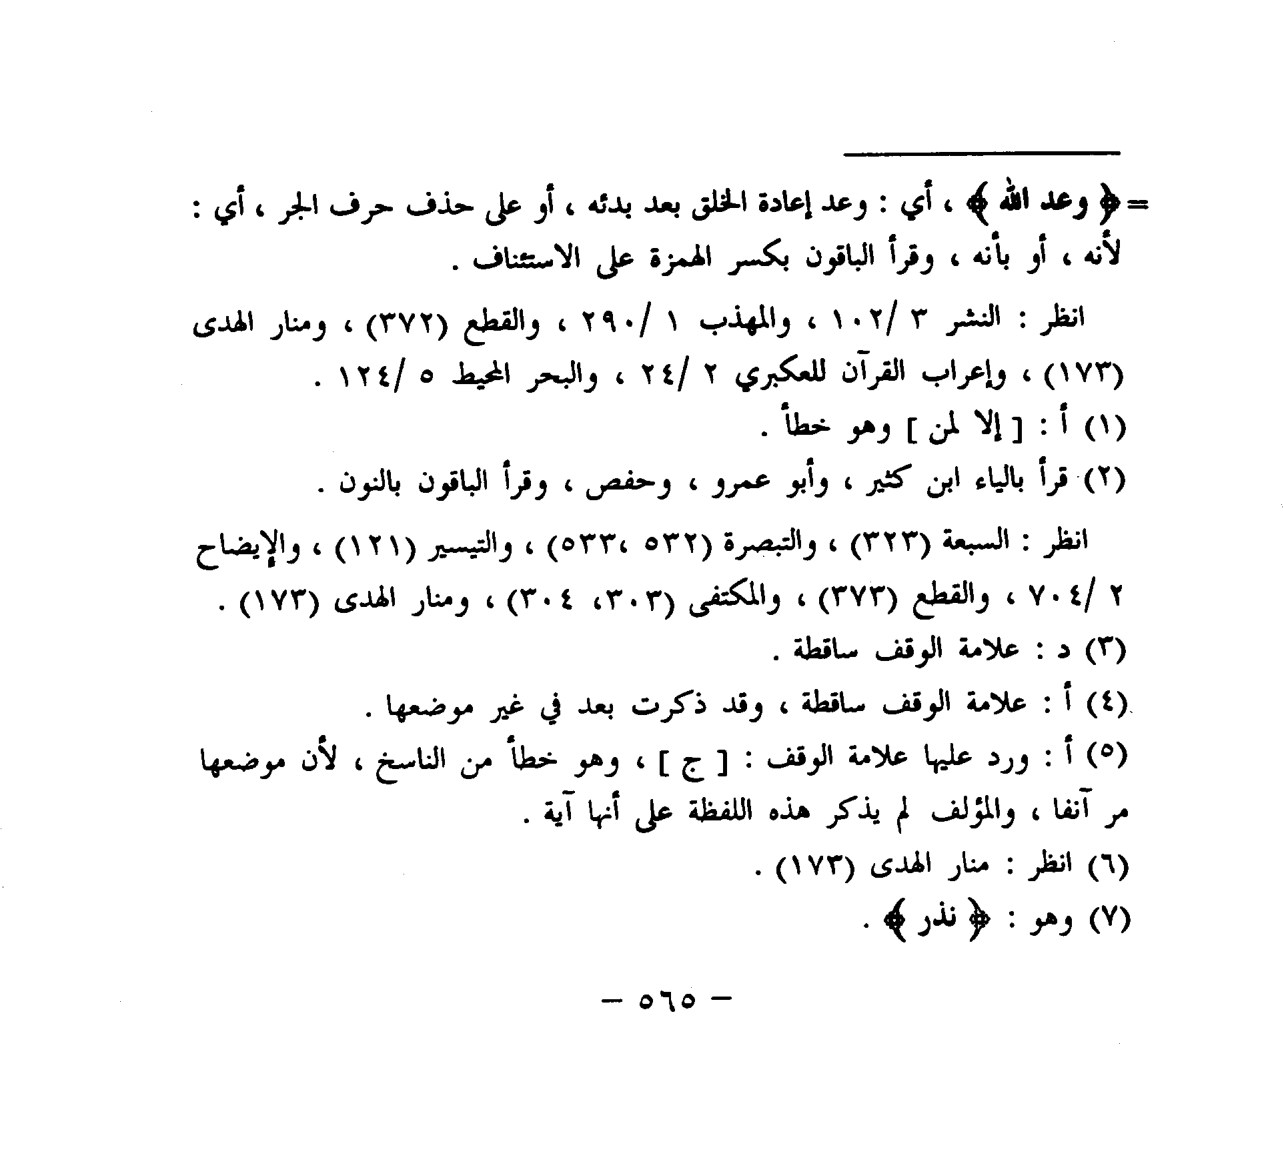 = ﴿ وعد الله ﴾ ، أي : وعد إعادة الخلق بعد بدئه ، أو على حذف حرف الجر ، أي :
لأنه ، أو بأنه ، وقرأ الباقون بكسر الهمزة على الاستئناف .
انظر : النشر ٣ /١٠٢ ، والمهذب ١ /٢٩٠ ، والقطع (٣٧٢) ، ومنار الهدى
(١٧٣) ، وإعراب القرآن للعكبري ٢ /٢٤ ، والبحر المحيط ٥ /١٢٤ .
(١) أ : [ إلا لمن ] وهو خطأ .
(٢) قرأ بالياء ابن كثير ، وأبو عمرو ، وحفص ، وقرأ الباقون بالنون .
انظر : السبعة (٣٢٣) ، والتبصرة (٥٣٢ ،٥٣٣) ، والتيسير (١٢١) ، والإيضاح
٢ /٧٠٤ ، والقطع (٣٧٣) ، والمكتفى (٣٠٣، ٣٠٤) ، ومنار الهدى (١٧٣) .
(٣) د : علامة الوقف ساقطة .
(٤) أ : علامة الوقف ساقطة ، وقد ذكرت بعد في غير موضعها .
(٥) أ : ورد عليها علامة الوقف : [ ج ] ، وهو خطأ من الناسخ ، لأن موضعها
مر آنفا ، والمؤلف لم يذكر هذه اللفظة على أنها آية .
(٦) انظر : منار الهدى (١٧٣) .
(٧) وهو : ﴿ نذر ﴾ .
– ٥٦٥ –